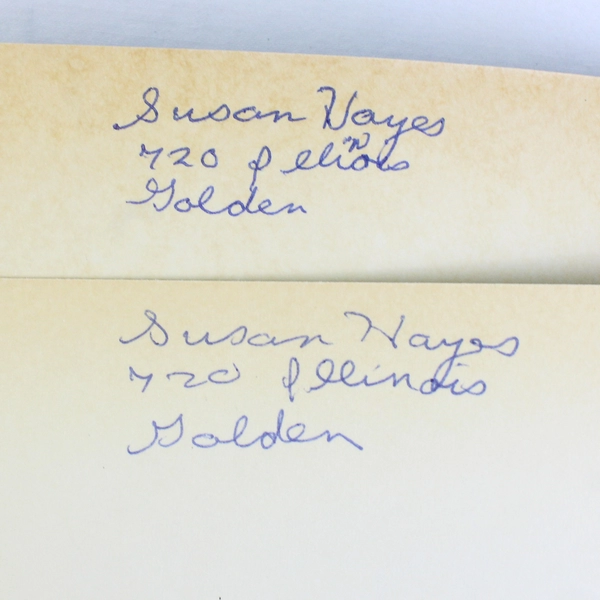 Susan Hayes
720 Illinois
Golden
Susan Hayes
720 Illinois
Golden